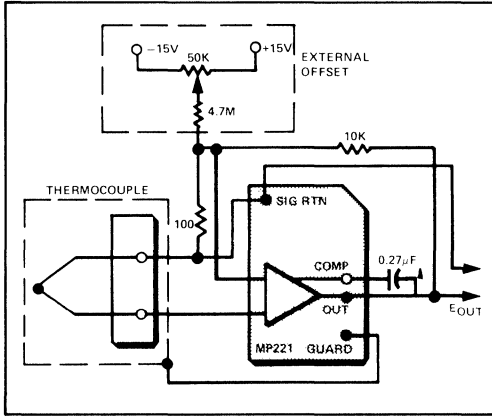 −15V
50K
+15V
EXTERNAL
OFFSET
4.7M
10K
THERMOCOUPLE
SIG RTN
100
COMP
0.27µF
OUT
EOUT
MP221
GUARD